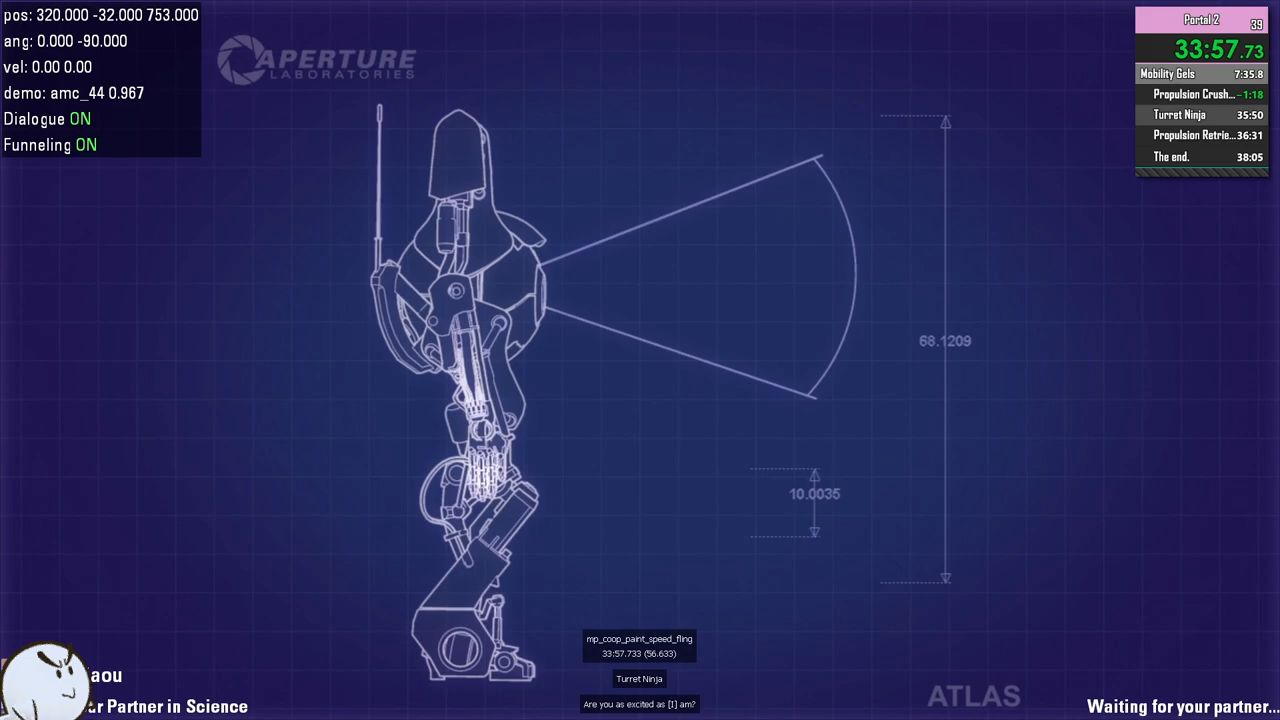 pos: 320.000 -32.000 753.000
ang: 0.000 -90.000
vel: 0.00 0.00
demo: amc_44 0.967
Dialogue ON
Funneling ON
APERTURE
LABORATORIES
Portal 2
39
33:57.73
Mobility Gels 7:35.8
Propulsion Crush... −1:18
Turret Ninja 35:50
Propulsion Retrie... 36:31
The end. 38:05
68.1209
10.0035
mp_coop_paint_speed_fling
33:57.733 (56.633)
Turret Ninja
Are you as excited as [I] am?
aou
r Partner in Science
ATLAS
Waiting for your partner...